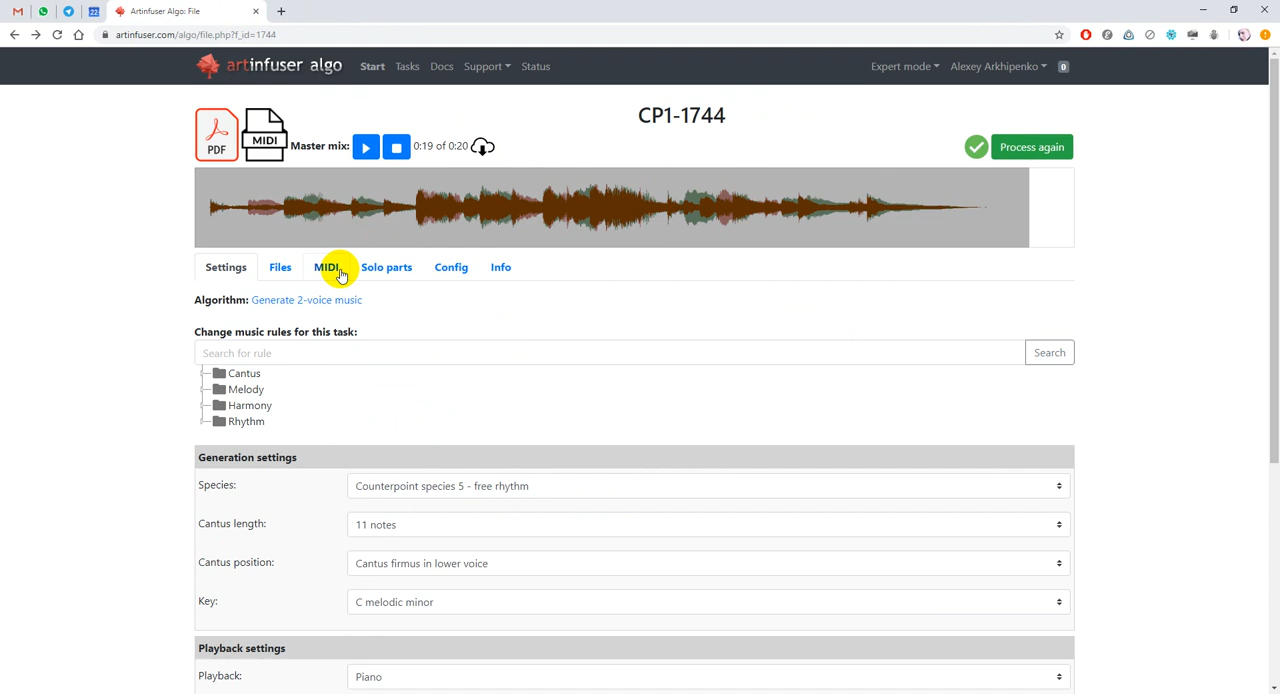 Artinfuser Algo: File
artinfuser.com/algo/file.php?f_id=1744
artinfuser algo Start Tasks Docs Support Status Expert mode Alexey Arkhipenko 0
CP1-1744
PDF MIDI Master mix: 0:19 of 0:20 Process again
Settings Files MIDI Solo parts Config Info
Algorithm: Generate 2-voice music
Change music rules for this task:
Search for rule Search
Cantus
Melody
Harmony
Rhythm
Generation settings
Species: Counterpoint species 5 - free rhythm
Cantus length: 11 notes
Cantus position: Cantus firmus in lower voice
Key: C melodic minor
Playback settings
Playback: Piano